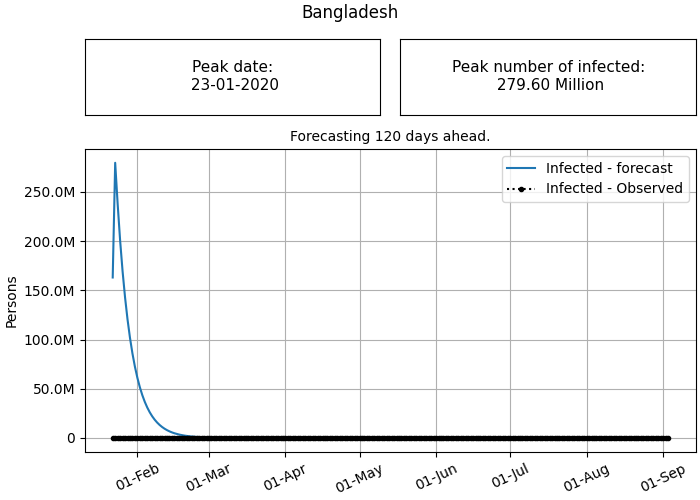 Bangladesh
Peak date:
23-01-2020
Peak number of infected:
279.60 Million
Forecasting 120 days ahead.
Infected - forecast
Infected - Observed
Persons
250.0M
200.0M
150.0M
100.0M
50.0M
0
01-Feb
01-Mar
01-Apr
01-May
01-Jun
01-Jul
01-Aug
01-Sep